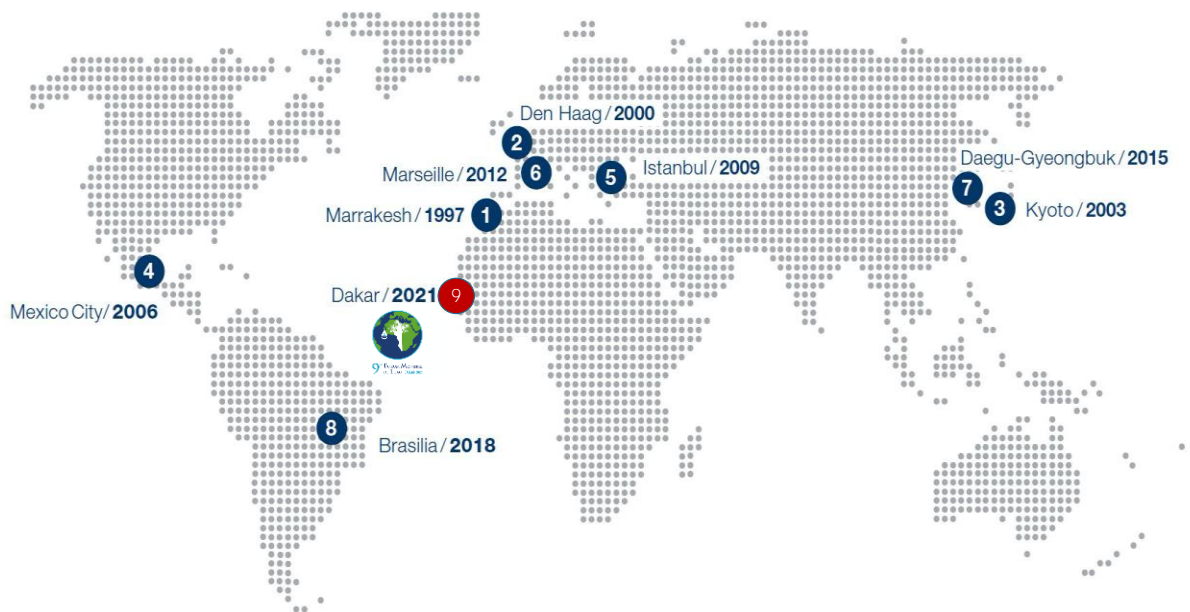 Den Haag / 2000
2
Daegu-Gyeongbuk / 2015
Marseille / 2012
6
5
Istanbul / 2009
7
Marrakesh / 1997
1
3
Kyoto / 2003
4
Dakar / 2021
9
Mexico City / 2006
9
8
Brasilia / 2018